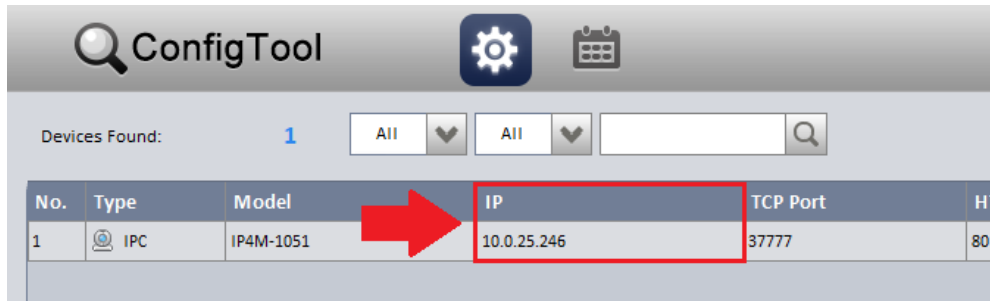 ConfigTool
Devices Found: 1 All All
No. Type Model IP TCP Port H
1 IPC IP4M-1051 10.0.25.246 37777 80